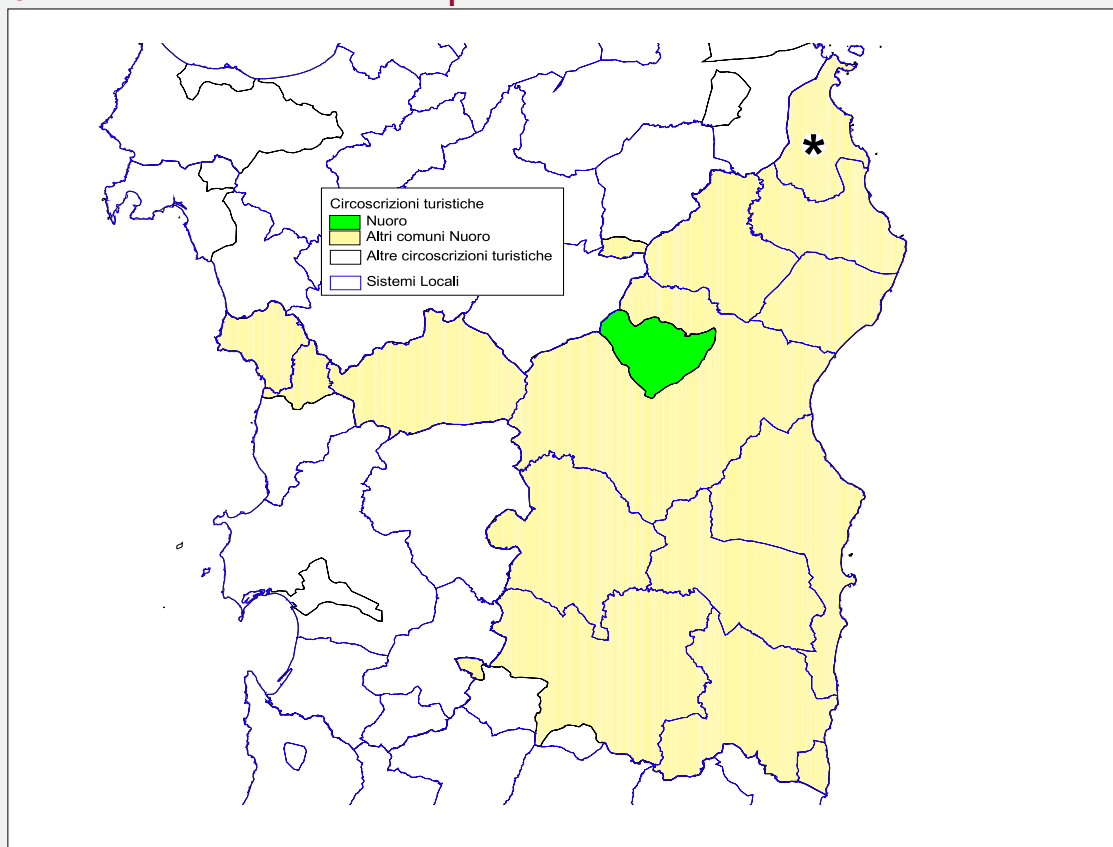 Circoscrizioni turistiche
Nuoro
Altri comuni Nuoro
Altre circoscrizioni turistiche
Sistemi Locali
*